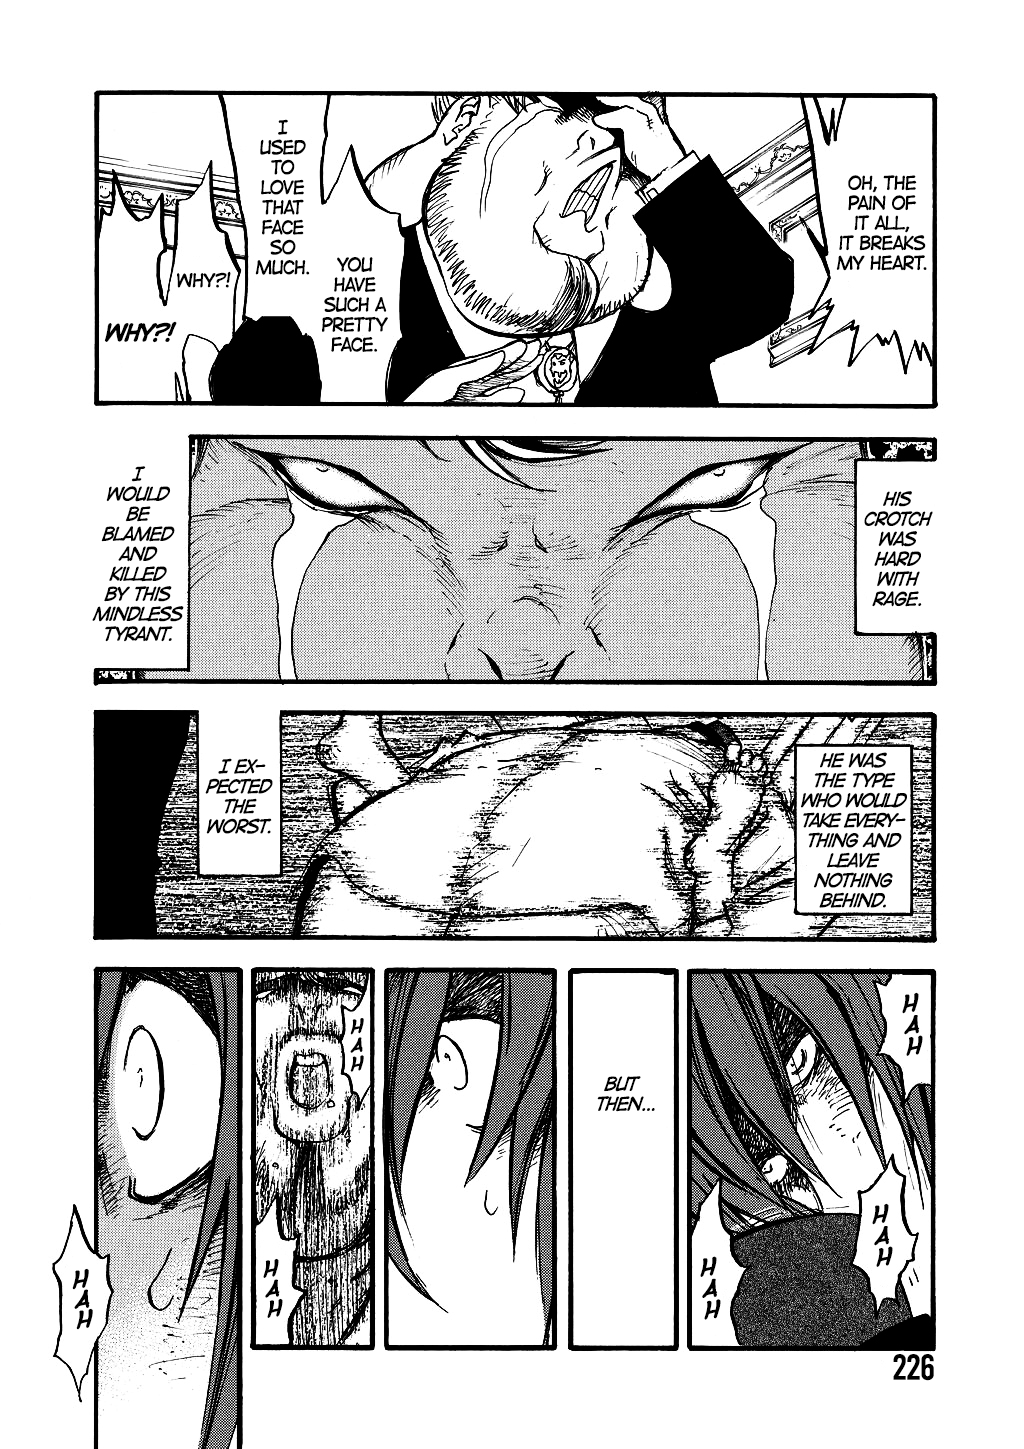 OH, THE
PAIN OF
IT ALL,
IT BREAKS
MY HEART.
YOU
HAVE
SUCH A
PRETTY
FACE.
I
USED
TO
LOVE
THAT
FACE
SO
MUCH.
WHY?!
WHY?!
HIS
CROTCH
WAS
HARD
WITH
RAGE.
I
WOULD
BE
BLAMED
AND
KILLED
BY THIS
MINDLESS
TYRANT.
HE WAS
THE TYPE
WHO WOULD
TAKE EVERY-
THING AND
LEAVE
NOTHING
BEHIND.
I EX-
PECTED
THE
WORST.
HAH
HAH
HAH
BUT
THEN...
HAH
HAH
HAH
226